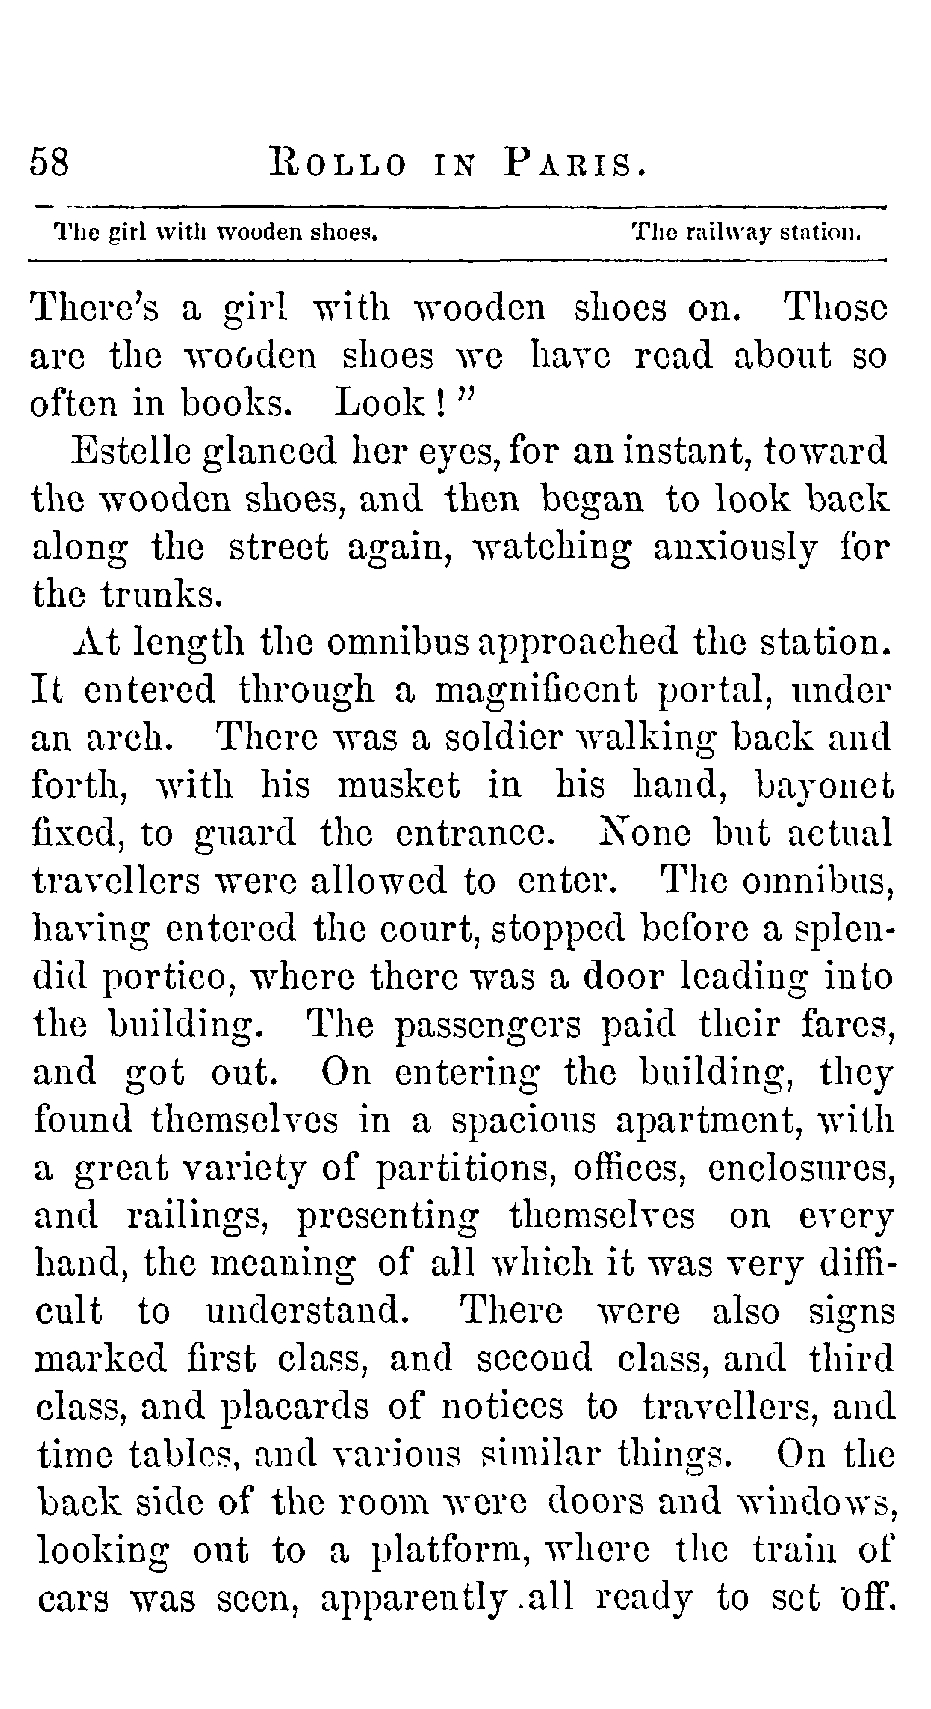 58 ROLLO IN PARIS.
The girl with wooden shoes. The railway station.
There's a girl with wooden shoes on. Those
are the wooden shoes we have read about so
often in books. Look!"
Estelle glanced her eyes, for an instant, toward
the wooden shoes, and then began to look back
along the street again, watching anxiously for
the trunks.
At length the omnibus approached the station.
It entered through a magnificent portal, under
an arch. There was a soldier walking back and
forth, with his musket in his hand, bayonet
fixed, to guard the entrance. None but actual
travellers were allowed to enter. The omnibus,
having entered the court, stopped before a splen-
did portico, where there was a door leading into
the building. The passengers paid their fares,
and got out. On entering the building, they
found themselves in a spacious apartment, with
a great variety of partitions, offices, enclosures,
and railings, presenting themselves on every
hand, the meaning of all which it was very diffi-
cult to understand. There were also signs
marked first class, and second class, and third
class, and placards of notices to travellers, and
time tables, and various similar things. On the
back side of the room were doors and windows,
looking out to a platform, where the train of
cars was seen, apparently all ready to set off.